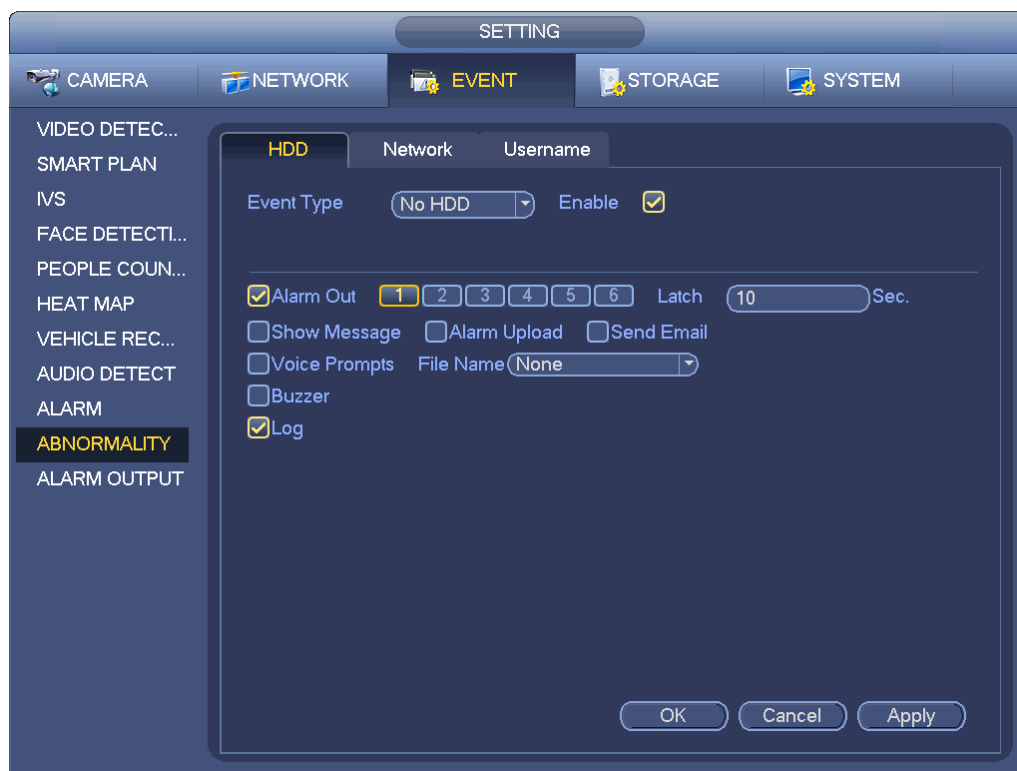 SETTING
CAMERA NETWORK EVENT STORAGE SYSTEM
VIDEO DETEC...
SMART PLAN
IVS
FACE DETECTI...
PEOPLE COUN...
HEAT MAP
VEHICLE REC...
AUDIO DETECT
ALARM
ABNORMALITY
ALARM OUTPUT
HDD Network Username
Event Type No HDD Enable
Alarm Out 1 2 3 4 5 6 Latch 10 Sec.
Show Message Alarm Upload Send Email
Voice Prompts File Name None
Buzzer
Log
OK Cancel Apply